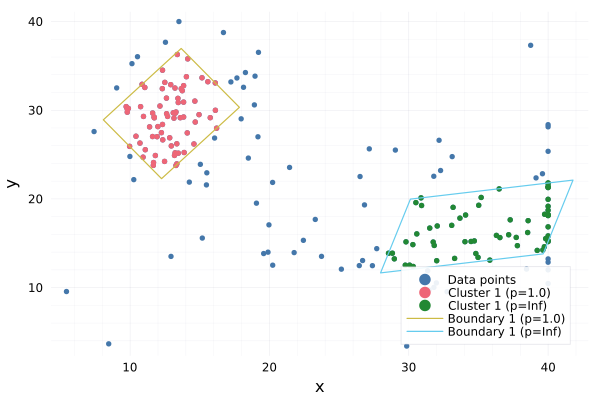 40
30
20
10
y
10
20
30
40
x
Data points
Cluster 1 (p=1.0)
Cluster 1 (p=Inf)
Boundary 1 (p=1.0)
Boundary 1 (p=Inf)